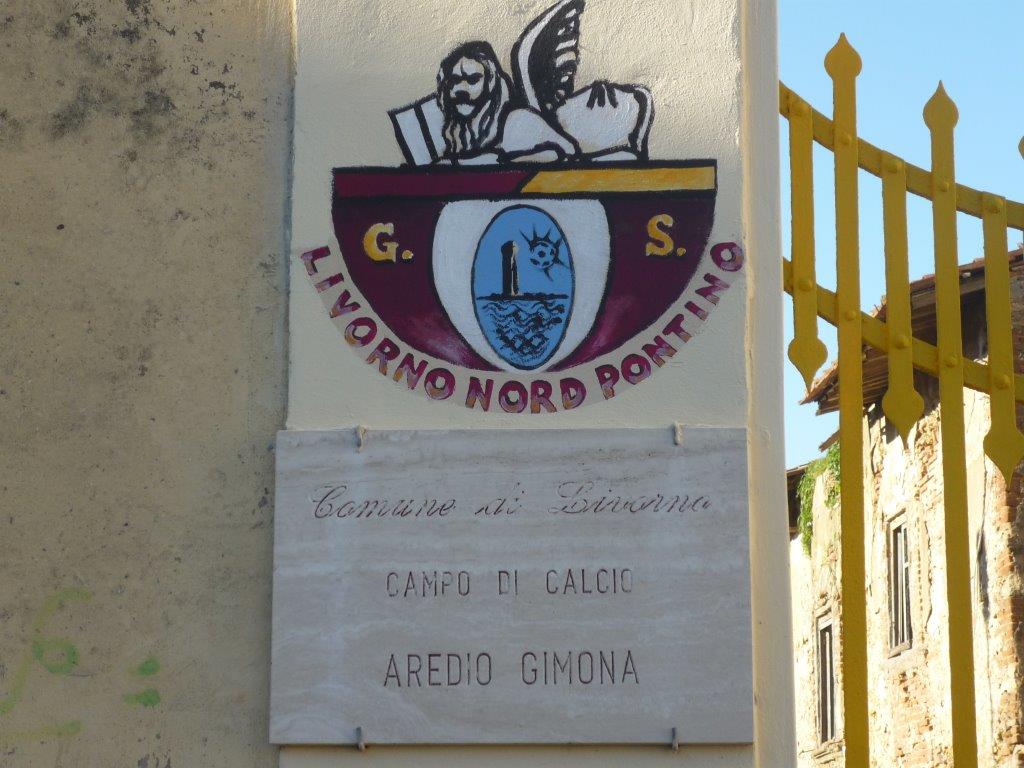 G. S.
LIVORNO NORD PONTINO
Comune di Livorno
CAMPO DI CALCIO
AREDIO GIMONA